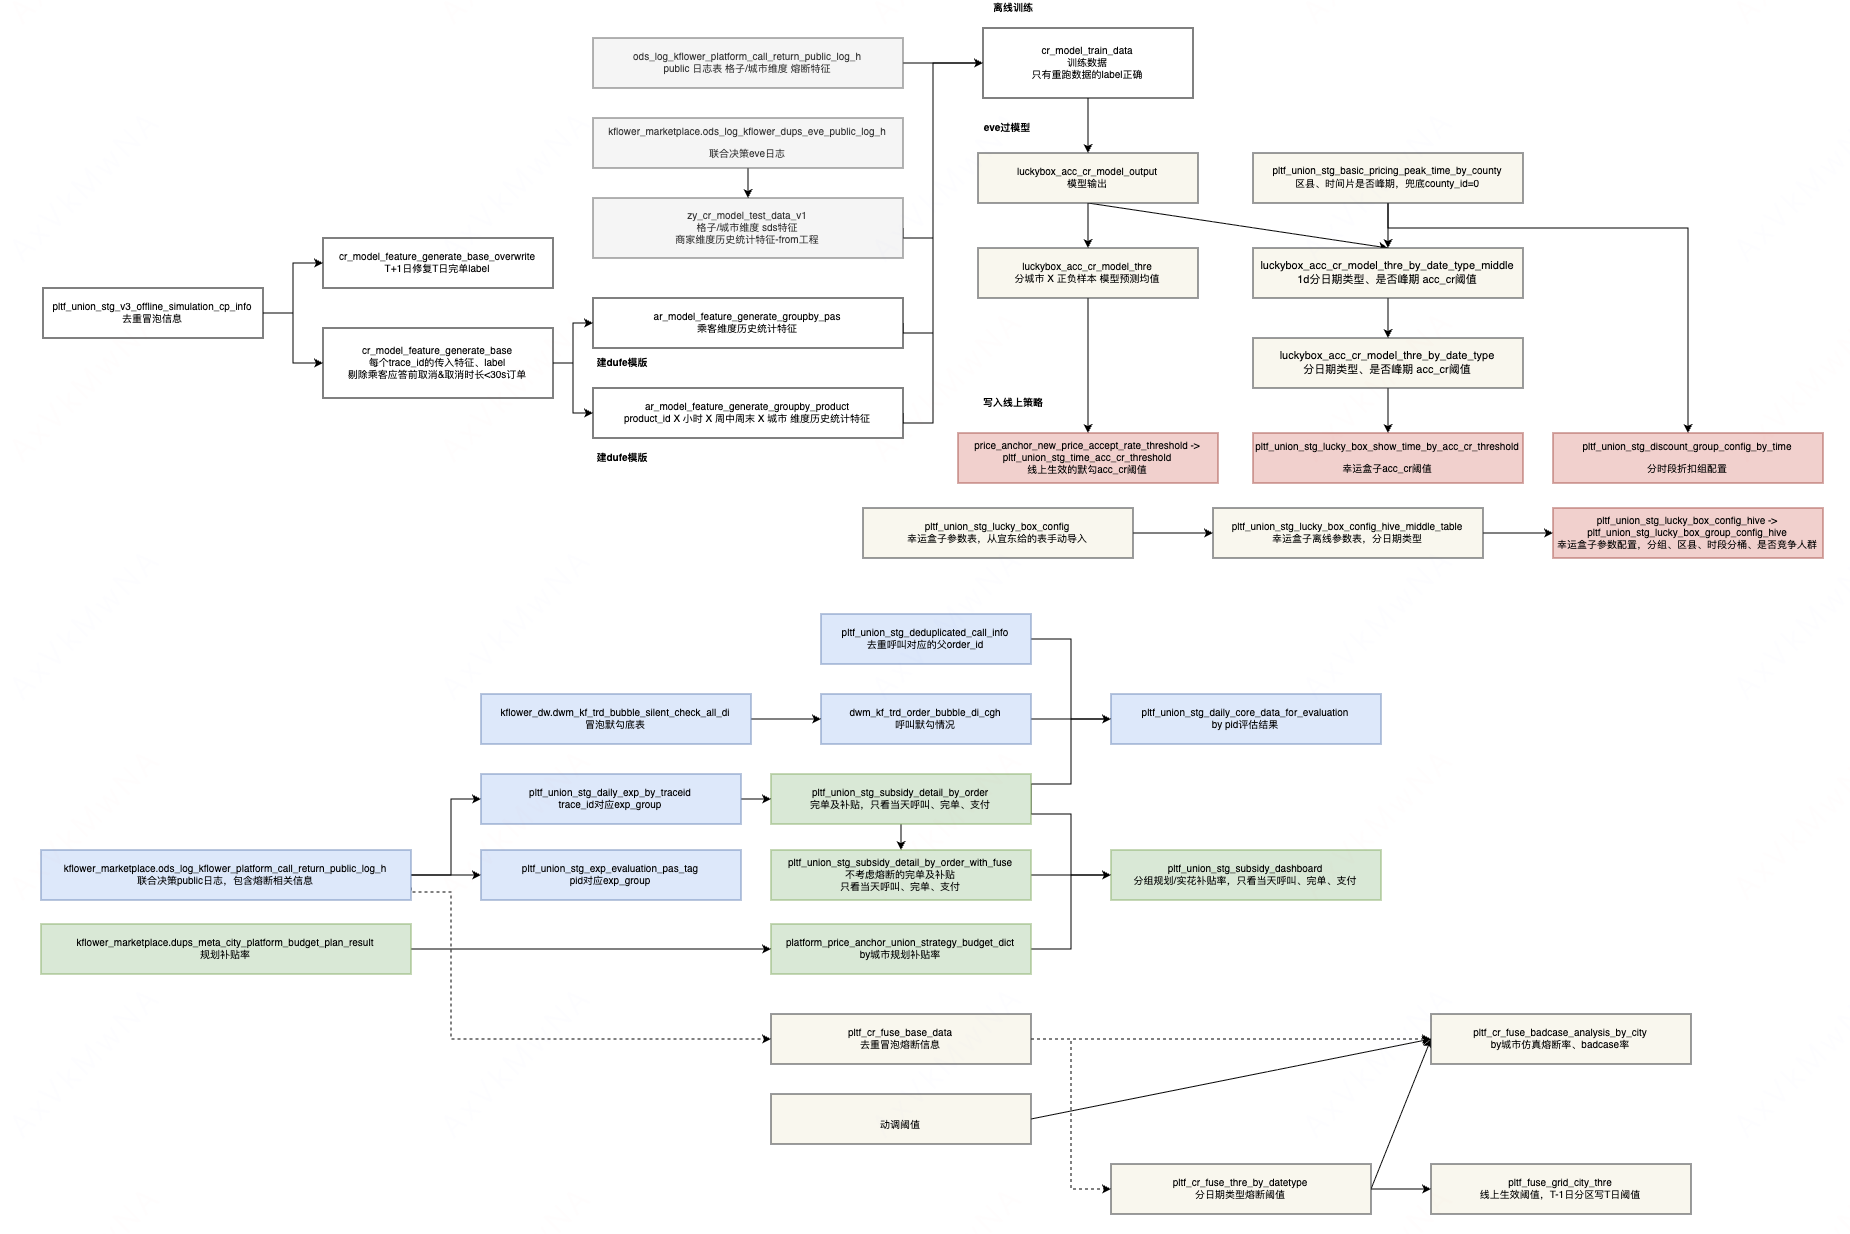 离线训练
ods_log_kflower_platform_call_return_public_log_h
public 日志表 格子/城市维度 熔断特征
cr_model_train_data
训练数据
只有重跑数据的label正确
kflower_marketplace.ods_log_kflower_dups_eve_public_log_h
联合决策eve日志
eve过模型
luckybox_acc_cr_model_output
模型输出
pltf_union_stg_basic_pricing_peak_time_by_county
区县、时间片是否峰期，兜底county_id=0
zy_cr_model_test_data_v1
格子/城市维度 sds特征
商家维度历史统计特征-from工程
cr_model_feature_generate_base_overwrite
T+1日修复T日完单label
luckybox_acc_cr_model_thre
分城市 X 正负样本 模型预测均值
luckybox_acc_cr_model_thre_by_date_type_middle
1d分日期类型、是否峰期 acc_cr阈值
pltf_union_stg_v3_offline_simulation_cp_info
去重冒泡信息
ar_model_feature_generate_groupby_pas
乘客维度历史统计特征
cr_model_feature_generate_base
每个trace_id的传入特征、label
剔除乘客应答前取消&取消时长<30s订单
建dufe模版
luckybox_acc_cr_model_thre_by_date_type
分日期类型、是否峰期 acc_cr阈值
ar_model_feature_generate_groupby_product
product_id X 小时 X 周中周末 X 城市 维度历史统计特征
写入线上策略
建dufe模版
price_anchor_new_price_accept_rate_threshold ->
pltf_union_stg_time_acc_cr_threshold
线上生效的默勾acc_cr阈值
pltf_union_stg_lucky_box_show_time_by_acc_cr_threshold
幸运盒子acc_cr阈值
pltf_union_stg_discount_group_config_by_time
分时段折扣组配置
pltf_union_stg_lucky_box_config
幸运盒子参数表，从宜东给的表手动导入
pltf_union_stg_lucky_box_config_hive_middle_table
幸运盒子离线参数表，分日期类型
pltf_union_stg_lucky_box_config_hive ->
pltf_union_stg_lucky_box_group_config_hive
幸运盒子参数配置，分组、区县、时段分桶、是否竞争人群
pltf_union_stg_deduplicated_call_info
去重呼叫对应的父order_id
kflower_dw.dwm_kf_trd_bubble_silent_check_all_di
冒泡默勾底表
dwm_kf_trd_order_bubble_di_cgh
呼叫默勾情况
pltf_union_stg_daily_core_data_for_evaluation
by pid评估结果
pltf_union_stg_daily_exp_by_traceid
trace_id对应exp_group
pltf_union_stg_subsidy_detail_by_order
完单及补贴，只看当天呼叫、完单、支付
kflower_marketplace.ods_log_kflower_platform_call_return_public_log_h
联合决策public日志，包含熔断相关信息
pltf_union_stg_exp_evaluation_pas_tag
pid对应exp_group
pltf_union_stg_subsidy_detail_by_order_with_fuse
不考虑熔断的完单及补贴
只看当天呼叫、完单、支付
pltf_union_stg_subsidy_dashboard
分组规划/实花补贴率，只看当天呼叫、完单、支付
kflower_marketplace.dups_meta_city_platform_budget_plan_result
规划补贴率
platform_price_anchor_union_strategy_budget_dict
by城市规划补贴率
pltf_cr_fuse_base_data
去重冒泡熔断信息
pltf_cr_fuse_badcase_analysis_by_city
by城市仿真熔断率、badcase率
动调阈值
pltf_cr_fuse_thre_by_datetype
分日期类型熔断阈值
pltf_fuse_grid_city_thre
线上生效阈值，T-1日分区写T日阈值